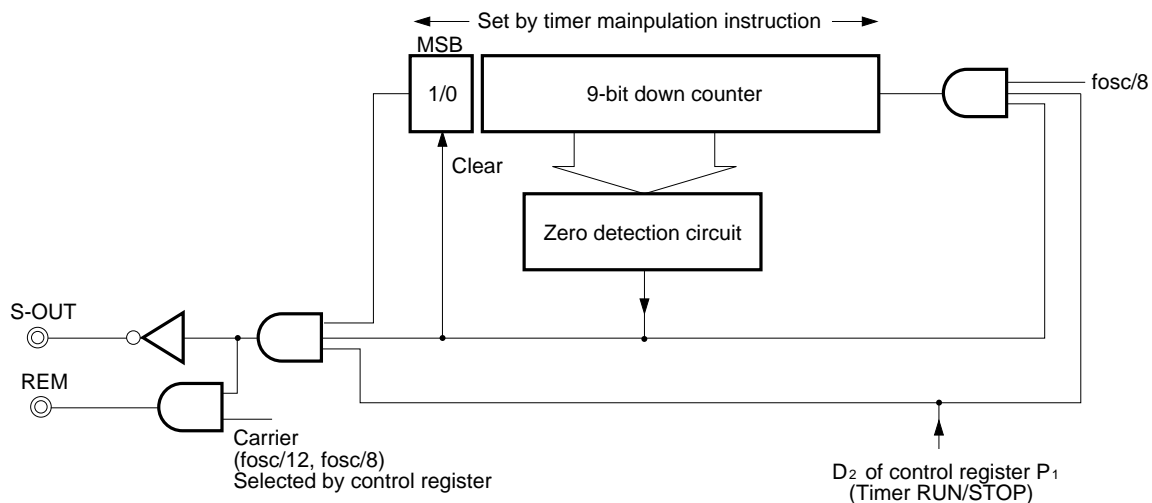 Set by timer mainpulation instruction
MSB
1/0
9-bit down counter
fosc/8
Clear
Zero detection circuit
S-OUT
REM
Carrier
(fosc/12, fosc/8)
Selected by control register
D₂ of control register P₁
(Timer RUN/STOP)